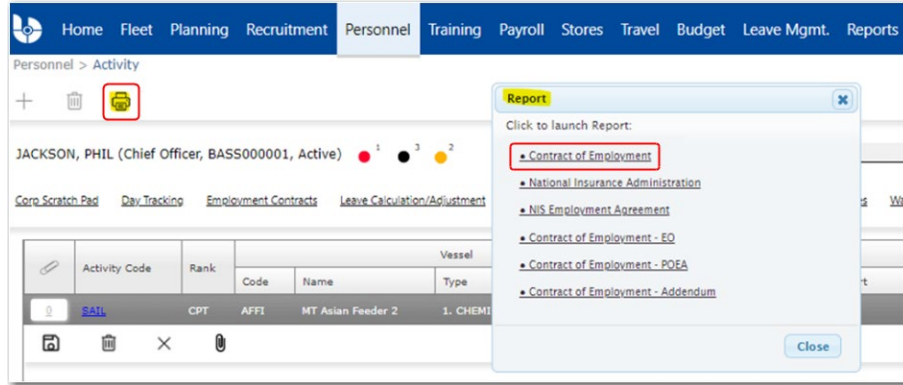 Home Fleet Planning Recruitment Personnel Training Payroll Stores Travel Budget Leave Mgmt. Reports
Personnel > Activity
JACKSON, PHIL (Chief Officer, BASS000001, Active) 1 3 2
Corp Scratch Pad Day Tracking Employment Contracts Leave Calculation/Adjustment
Activity Code Rank Vessel
Code Name Type
0 SAIL CPT AFFI MT Asian Feeder 2 1. CHEMI
Report
Click to launch Report:
• Contract of Employment
• National Insurance Administration
• NIS Employment Agreement
• Contract of Employment - EO
• Contract of Employment - POEA
• Contract of Employment - Addendum
Close